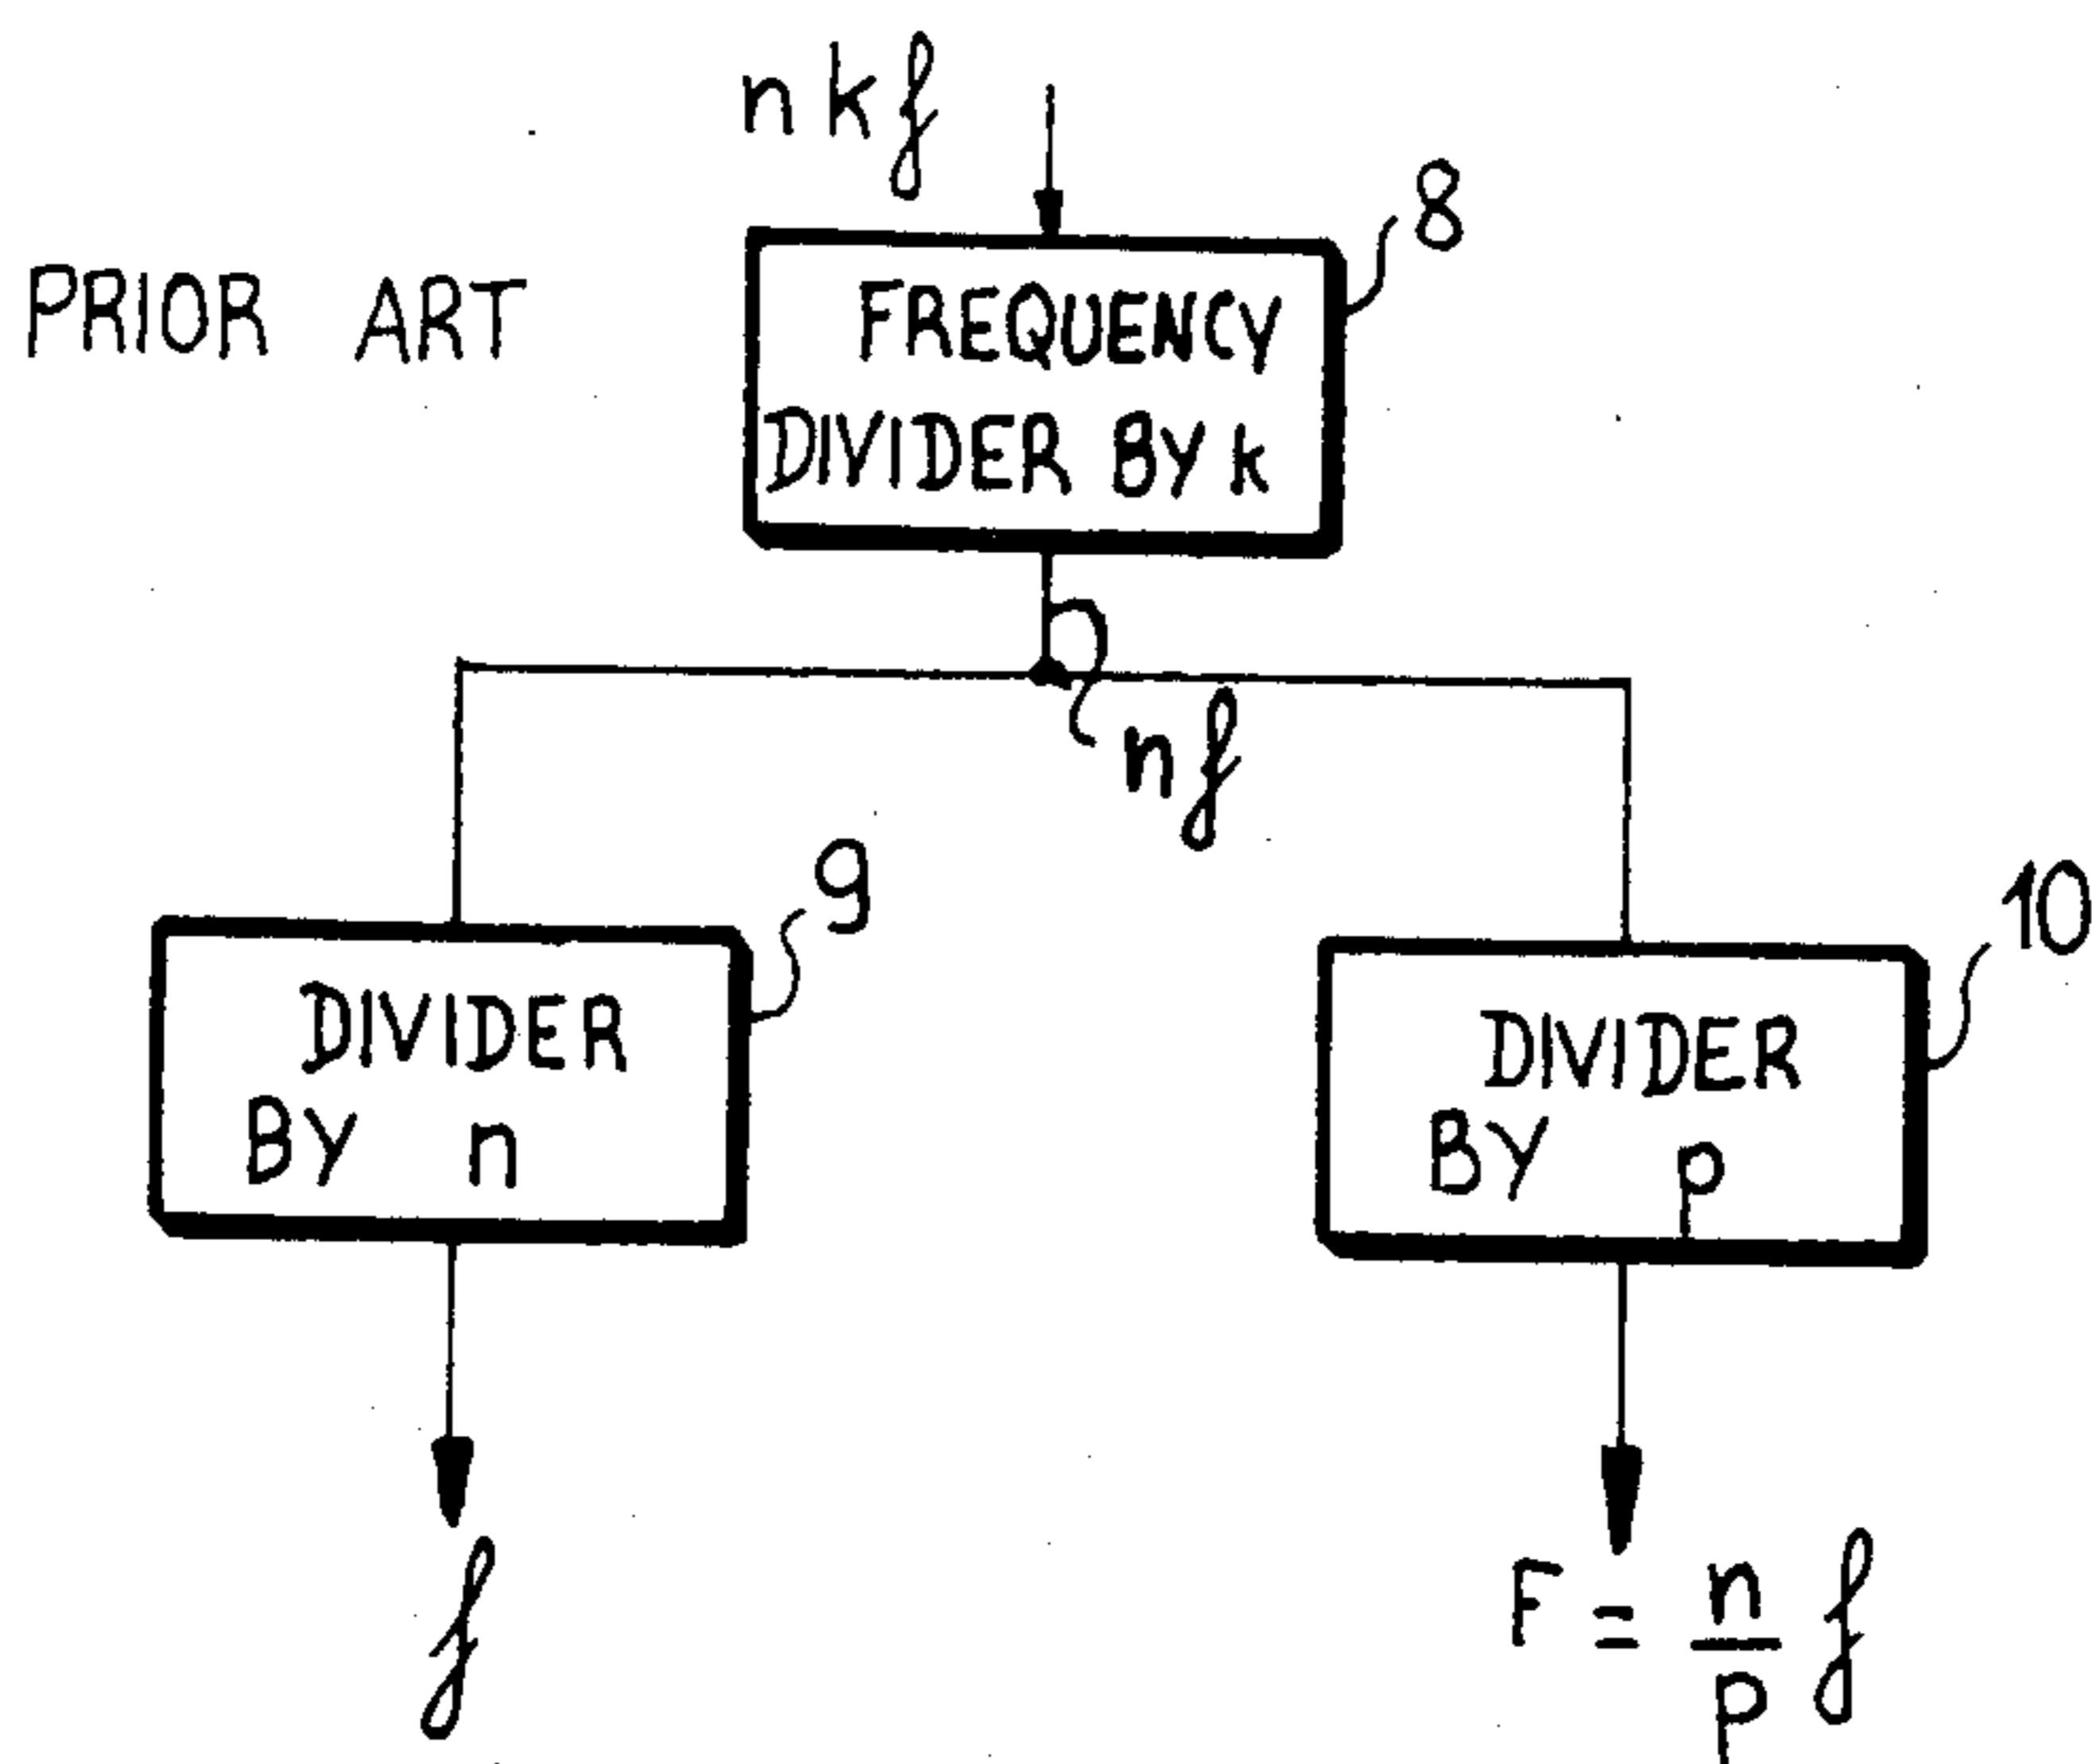 nkf
8
PRIOR ART
FREQUENCY
DIVIDER BY k
nf
9
10
DIVIDER
BY n
DIVIDER
BY p
f
F = n/p f